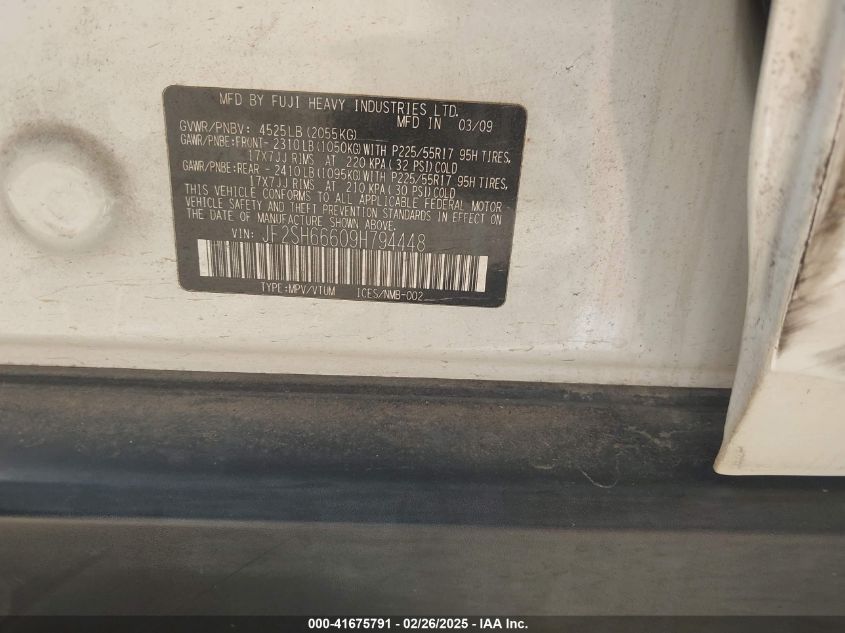 MFD BY FUJI HEAVY INDUSTRIES LTD.
MFD IN 03/09
GVWR/PNBV: 4525LB(2055KG)
GAWR/PNBE:FRONT- 2310LB(1050KG)WITH P225/55R17 95H TIRES,
17X7JJ RIMS AT 220 KPA(32 PSI)COLD
GAWR/PNBE:REAR - 2410LB(1095KG)WITH P225/55R17 95H TIRES,
17X7JJ RIMS AT 210 KPA(30 PSI)COLD
THIS VEHICLE CONFORMS TO ALL APPLICABLE FEDERAL MOTOR
VEHICLE SAFETY AND THEFT PREVENTION STANDARDS IN EFFECT ON
THE DATE OF MANUFACTURE SHOWN ABOVE.
VIN: JF2SH66609H794448
TYPE:MPV/VTUM ICES/NMB-002
000-41675791 - 02/26/2025 - IAA Inc.